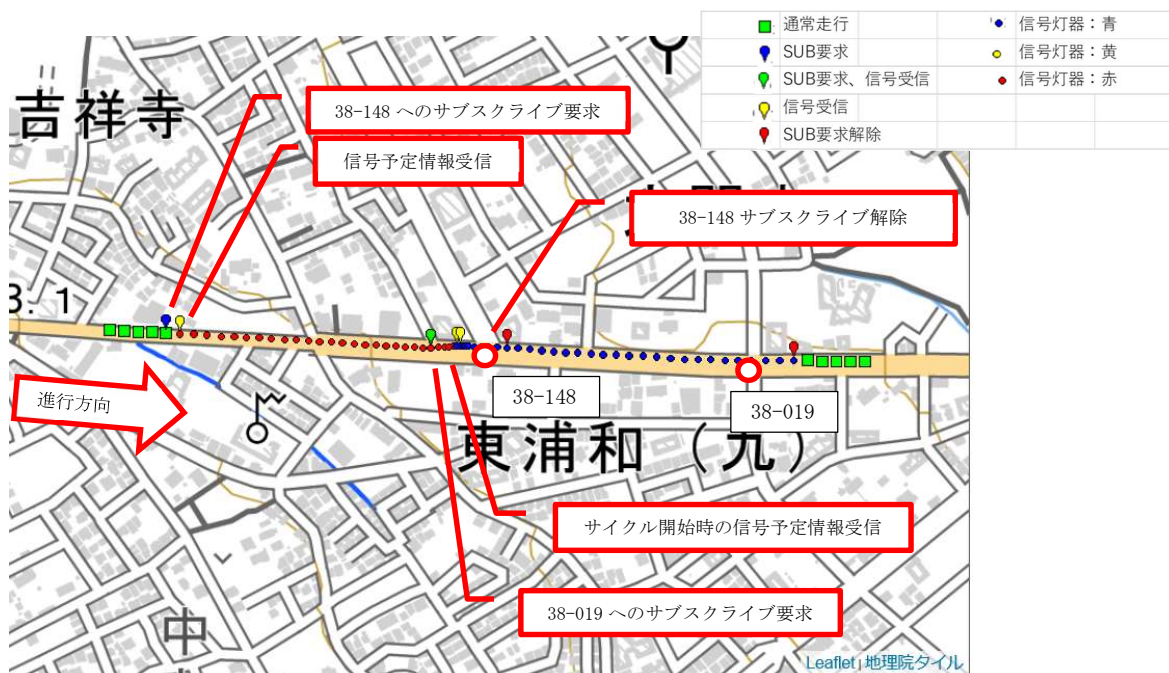 通常走行
信号灯器：青
SUB要求
信号灯器：黄
SUB要求、信号受信
信号灯器：赤
信号受信
SUB要求解除
吉祥寺
38-148 へのサブスクライブ要求
信号予定情報受信
38-148 サブスクライブ解除
3.1
進行方向
38-148
38-019
東浦和（九）
サイクル開始時の信号予定情報受信
38-019 へのサブスクライブ要求
中
Leaflet | 地理院タイル